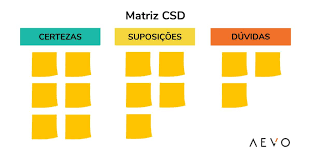 Matriz CSD
CERTEZAS
SUPOSIÇÕES
DÚVIDAS
AEVO